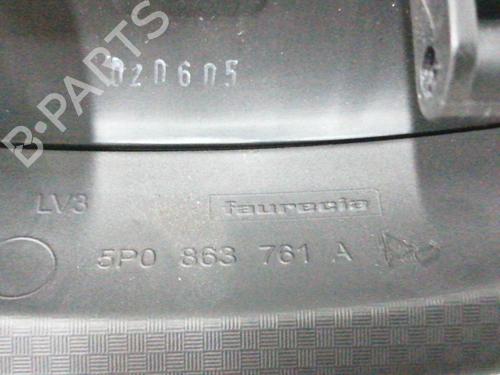 B-PARTS
020605
LV3
faurecia
5P0 863 761 A